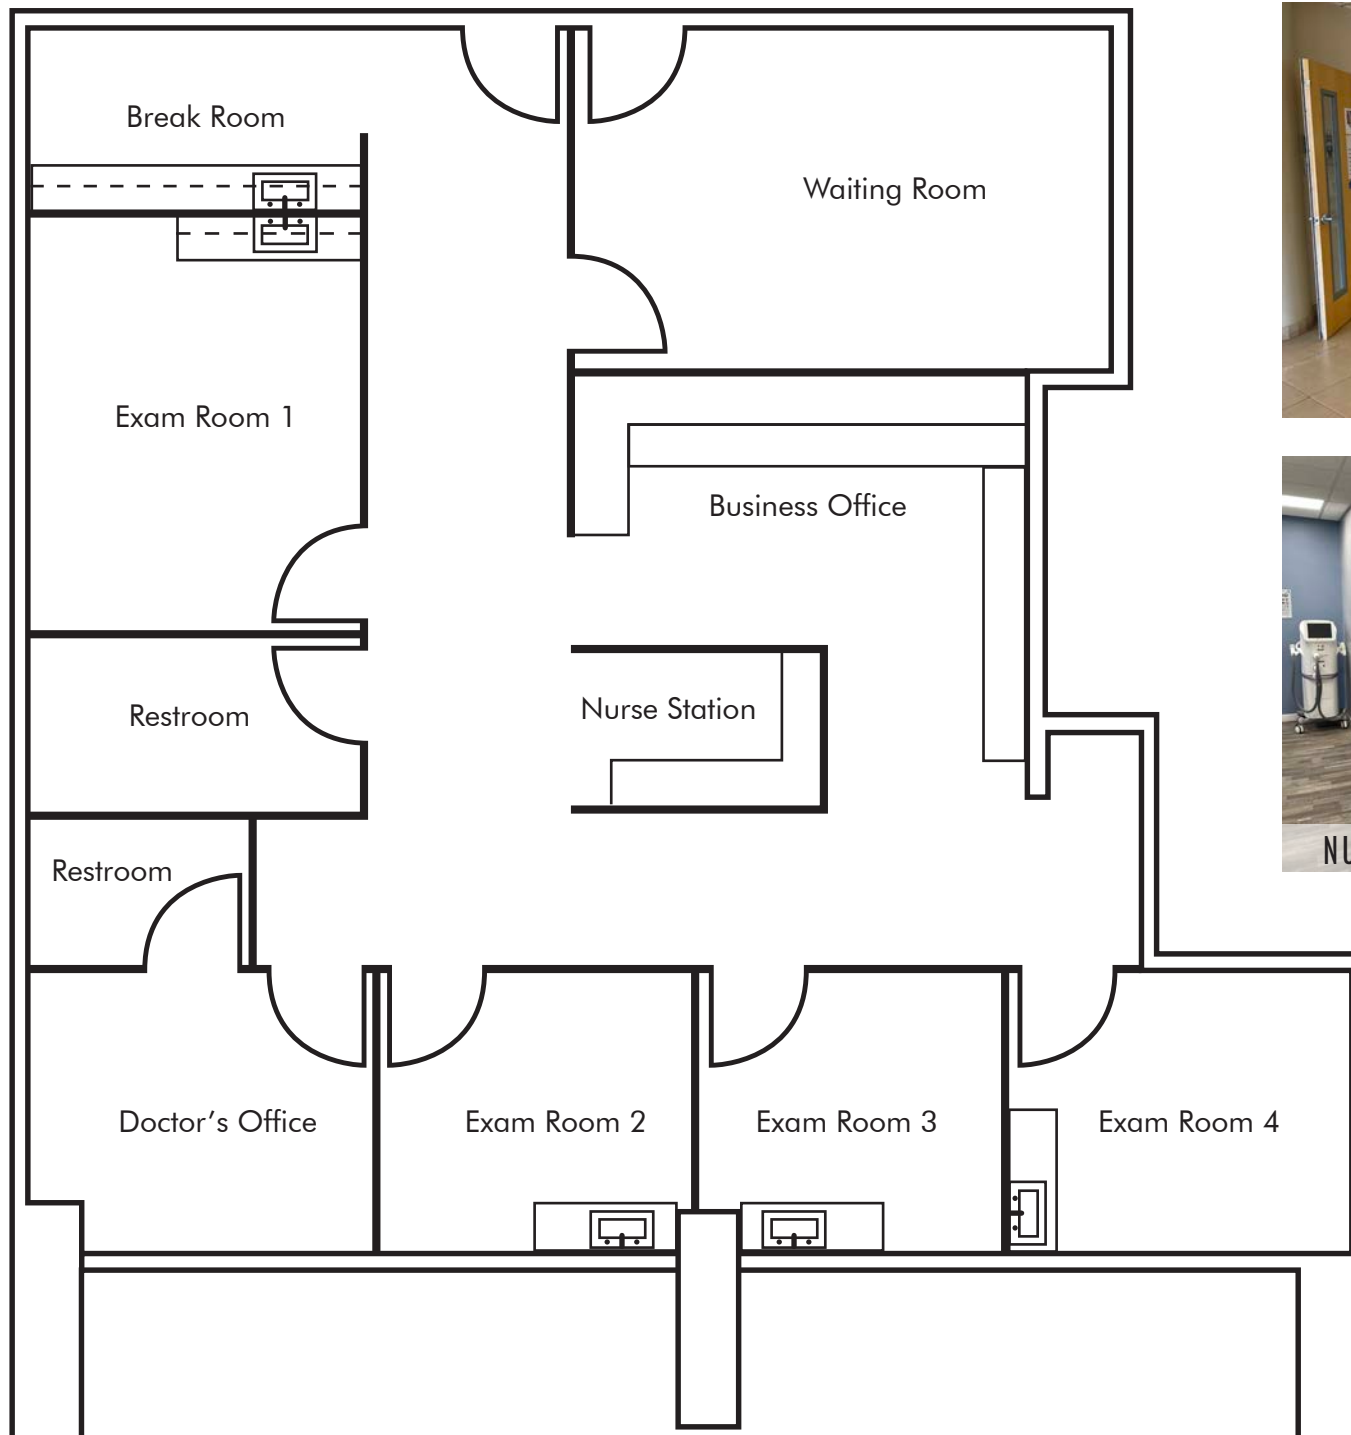 Break Room
Waiting Room
Exam Room 1
Business Office
Restroom
Nurse Station
Restroom
Doctor’s Office
Exam Room 2
Exam Room 3
Exam Room 4
NU